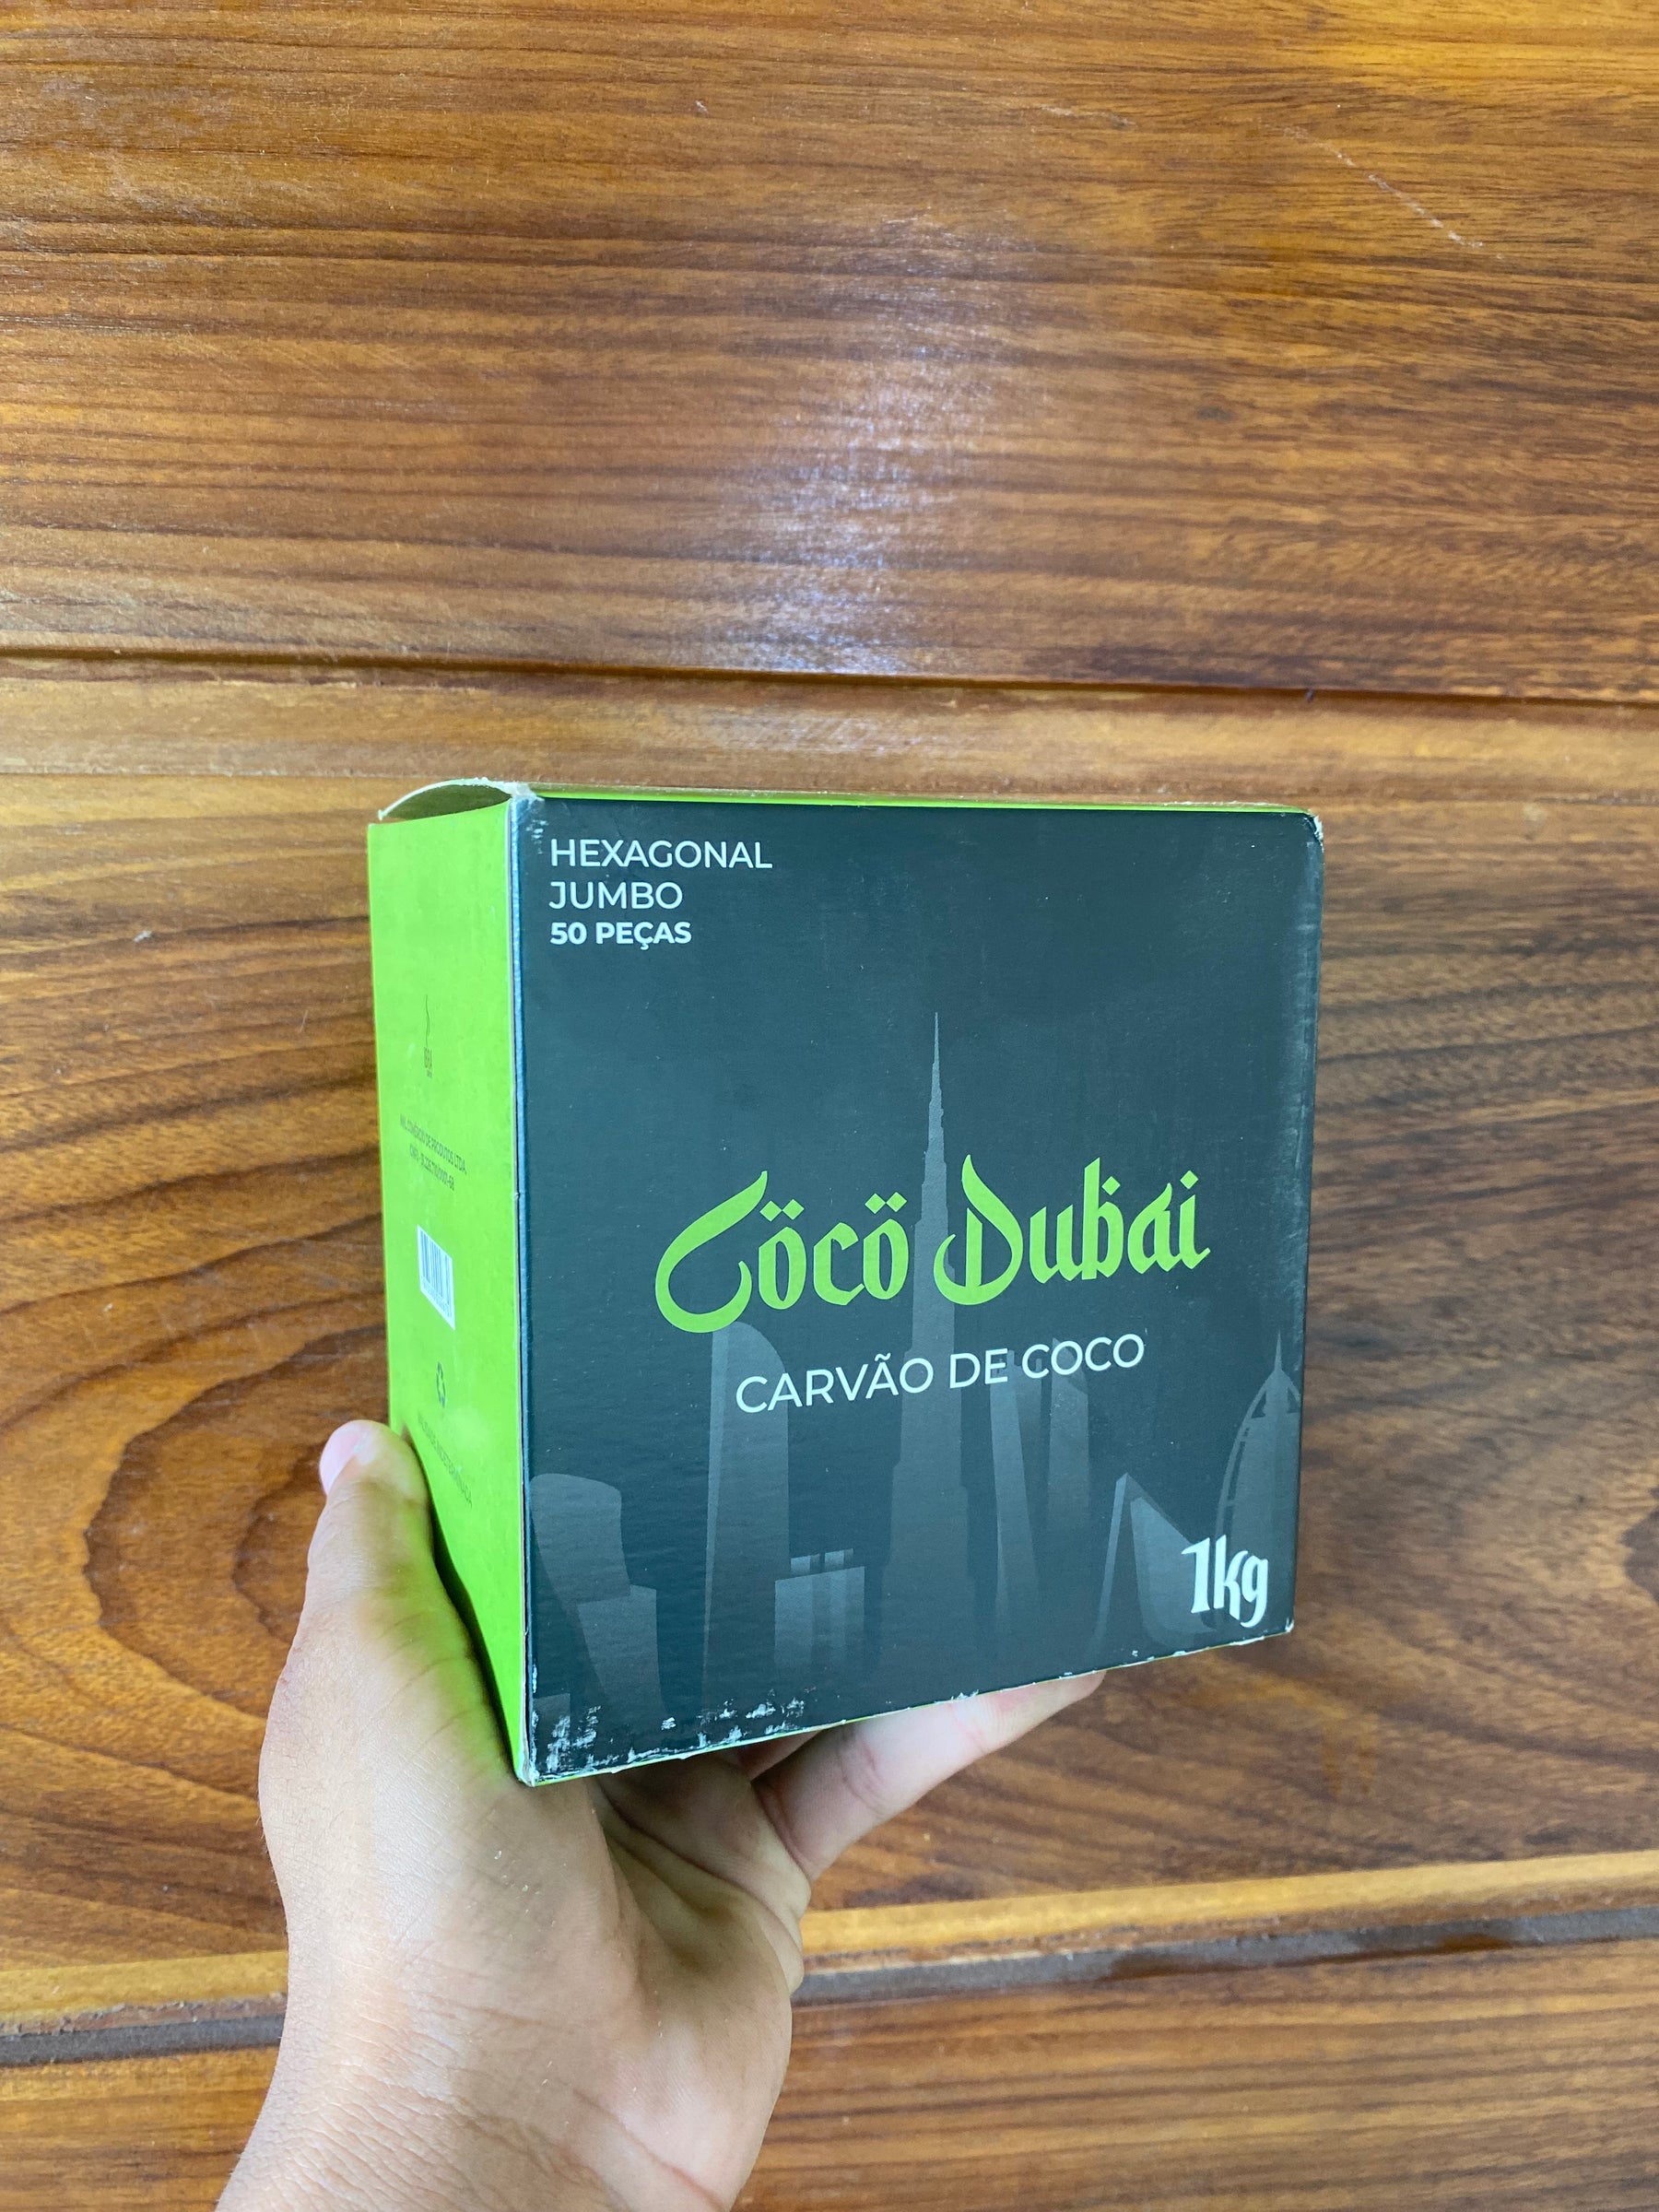 HEXAGONAL
JUMBO
50 PEÇAS
Cöcö Dubai
CARVÃO DE COCO
1kg